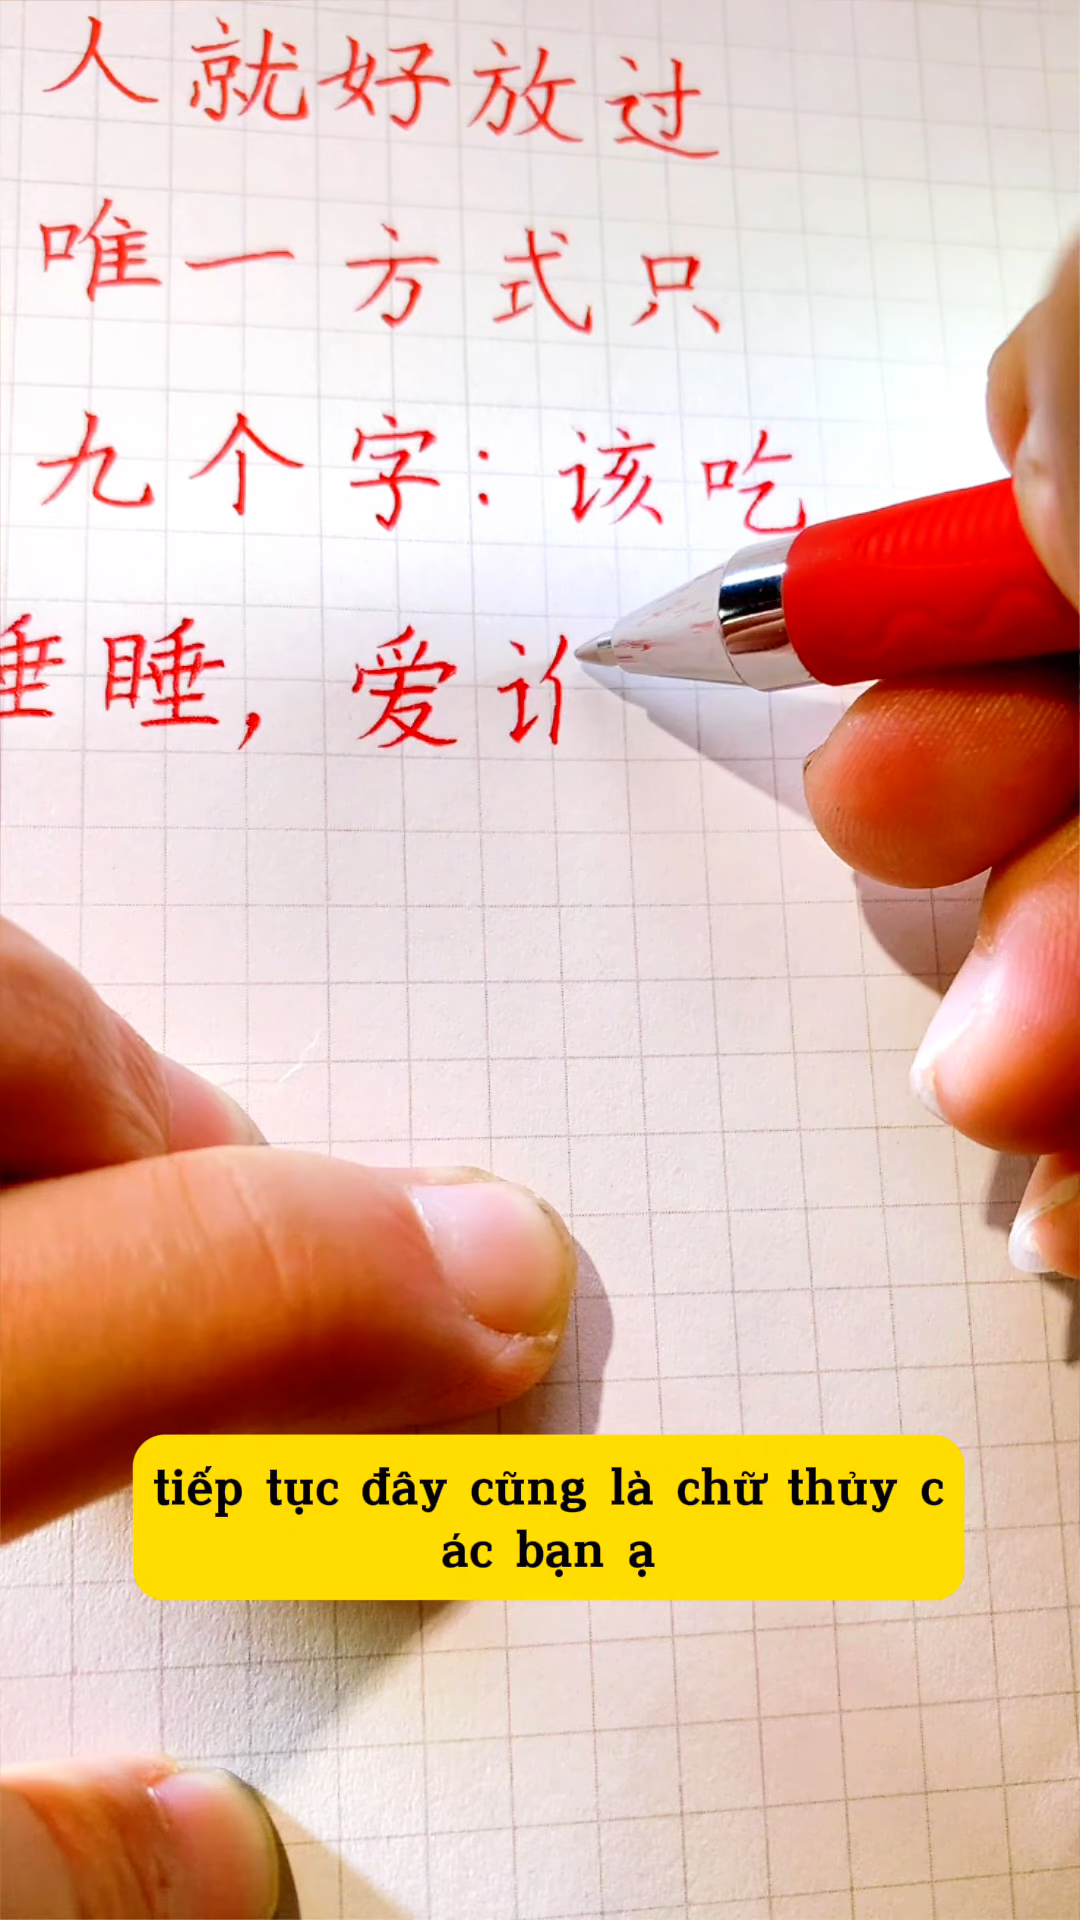 人就好放过
唯一方式只
九个字：该吃
睡睡，爱
tiếp tục đây cũng là chữ thủy c
ác bạn ạ